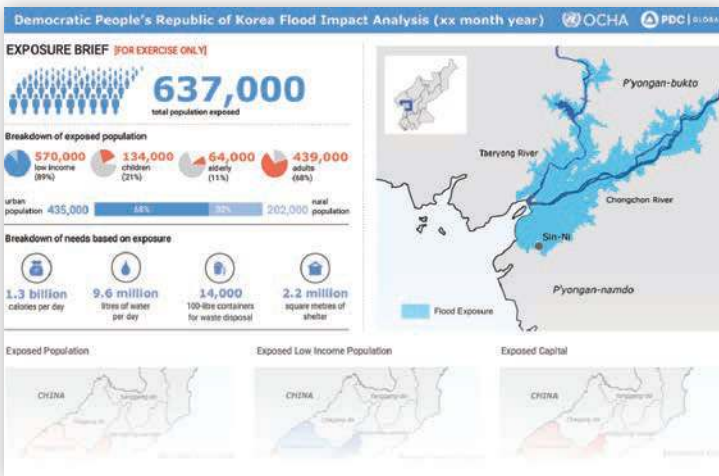 Democratic People's Republic of Korea Flood Impact Analysis (xx month year)
OCHA
PDC | GLOBAL
EXPOSURE BRIEF [FOR EXERCISE ONLY]
637,000
total population exposed
Breakdown of exposed population
570,000
low income
(89%)
134,000
children
(21%)
64,000
elderly
(11%)
439,000
adults
(68%)
urban
population 435,000
68%
32%
202,000
rural
population
Breakdown of needs based on exposure
1.3 billion
calories per day
9.6 million
litres of water
per day
14,000
100-litre containers
for waste disposal
2.2 million
square metres of
shelter
P'yongan-bukto
Taeryong River
Chongchon River
Sin-Ni
P'yongan-namdo
Flood Exposure
Exposed Population
Exposed Low Income Population
Exposed Capital
CHINA
CHINA
CHINA